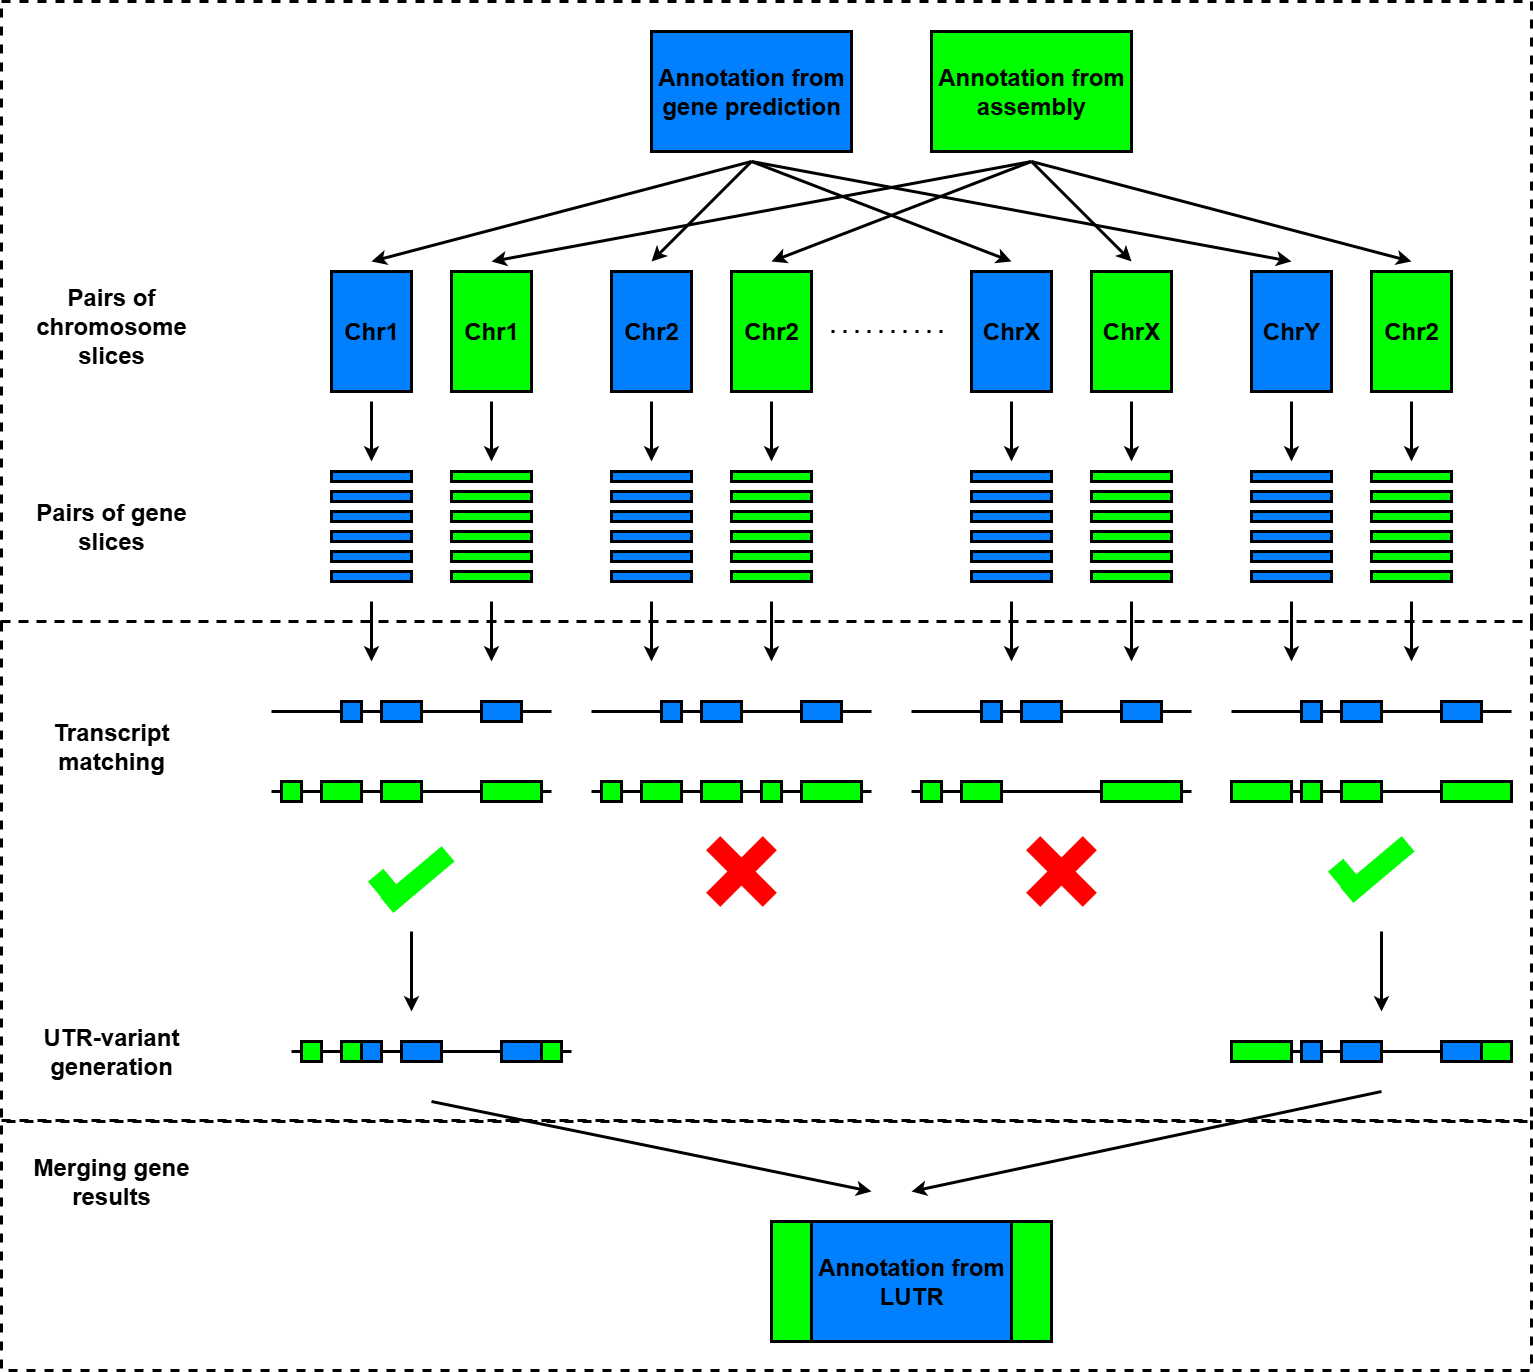 Annotation from
gene prediction
Annotation from
assembly
Pairs of
chromosome
slices
Chr1
Chr1
Chr2
Chr2
ChrX
ChrX
ChrY
Chr2
Pairs of gene
slices
Transcript
matching
UTR-variant
generation
Merging gene
results
Annotation from
LUTR